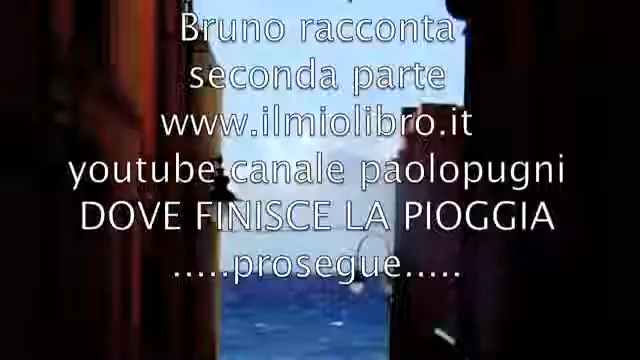 Bruno racconta
seconda parte
www.ilmiolibro.it
youtube canale paolopugni
DOVE FINISCE LA PIOGGIA
.....prosegue.....